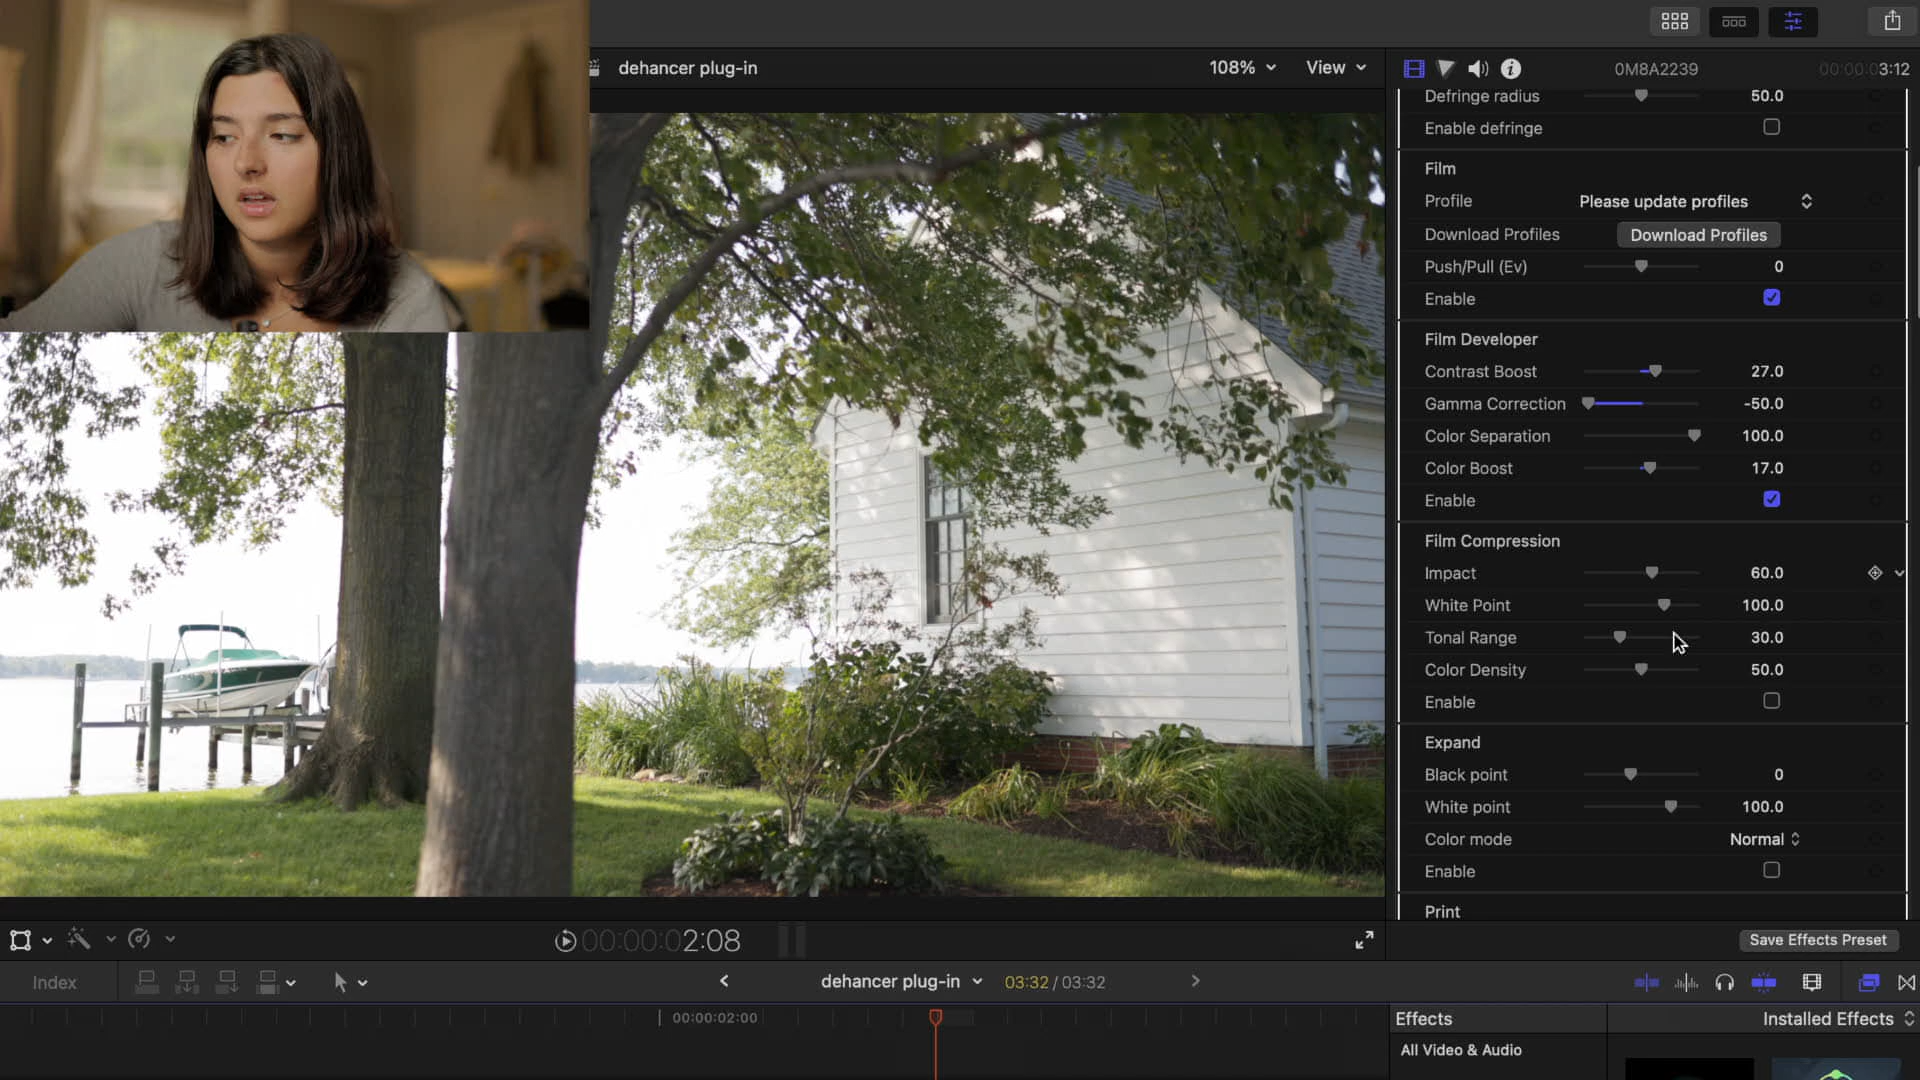 dehancer plug-in 108% View 0M8A2239 00:00:03:12
Defringe radius 50.0
Enable defringe
Film
Profile Please update profiles
Download Profiles Download Profiles
Push/Pull (Ev) 0
Enable
Film Developer
Contrast Boost 27.0
Gamma Correction -50.0
Color Separation 100.0
Color Boost 17.0
Enable
Film Compression
Impact 60.0
White Point 100.0
Tonal Range 30.0
Color Density 50.0
Enable
Expand
Black point 0
White point 100.0
Color mode Normal
Enable
Print
00:00:02:08 Save Effects Preset
Index dehancer plug-in 03:32 / 03:32
00:00:02:00 Effects Installed Effects
All Video & Audio